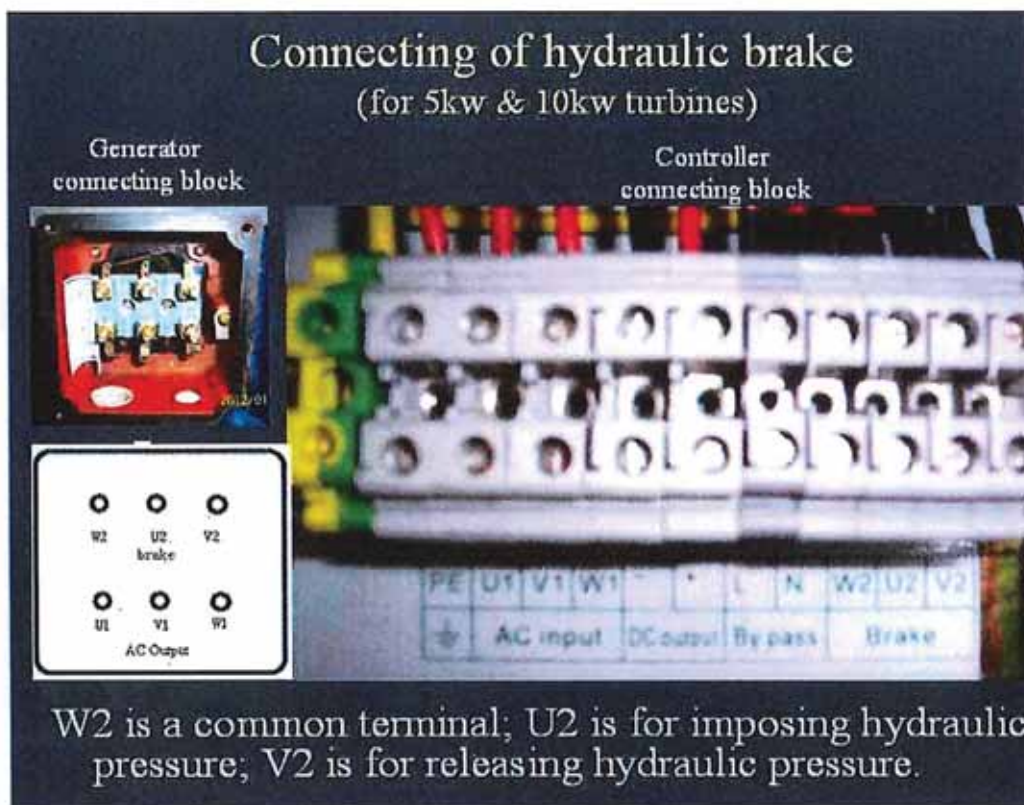 Connecting of hydraulic brake
(for 5kw & 10kw turbines)
Generator
connecting block
Controller
connecting block
2012/01
W2 U2 V2
brake
U1 V1 W1
AC Output
PE U1 V1 W1 - L N W2 U2 V2
AC input DC output By pass Brake
W2 is a common terminal; U2 is for imposing hydraulic
pressure; V2 is for releasing hydraulic pressure.